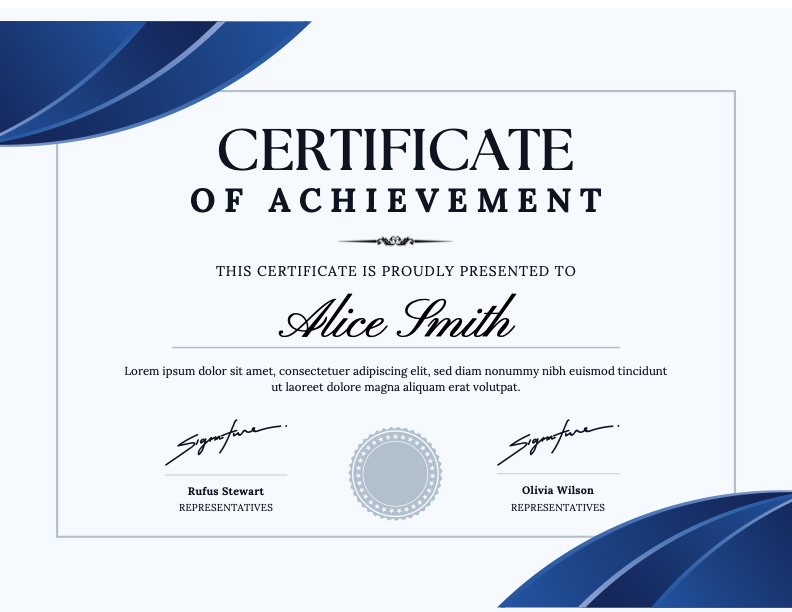 CERTIFICATE
OF ACHIEVEMENT
THIS CERTIFICATE IS PROUDLY PRESENTED TO
Alice Smith
Lorem ipsum dolor sit amet, consectetuer adipiscing elit, sed diam nonummy nibh euismod tincidunt
ut laoreet dolore magna aliquam erat volutpat.
Signature Signature
Rufus Stewart Olivia Wilson
REPRESENTATIVES REPRESENTATIVES